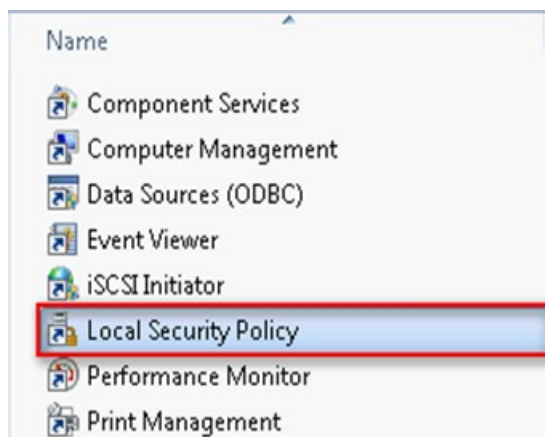 Name
Component Services
Computer Management
Data Sources (ODBC)
Event Viewer
iSCSI Initiator
Local Security Policy
Performance Monitor
Print Management